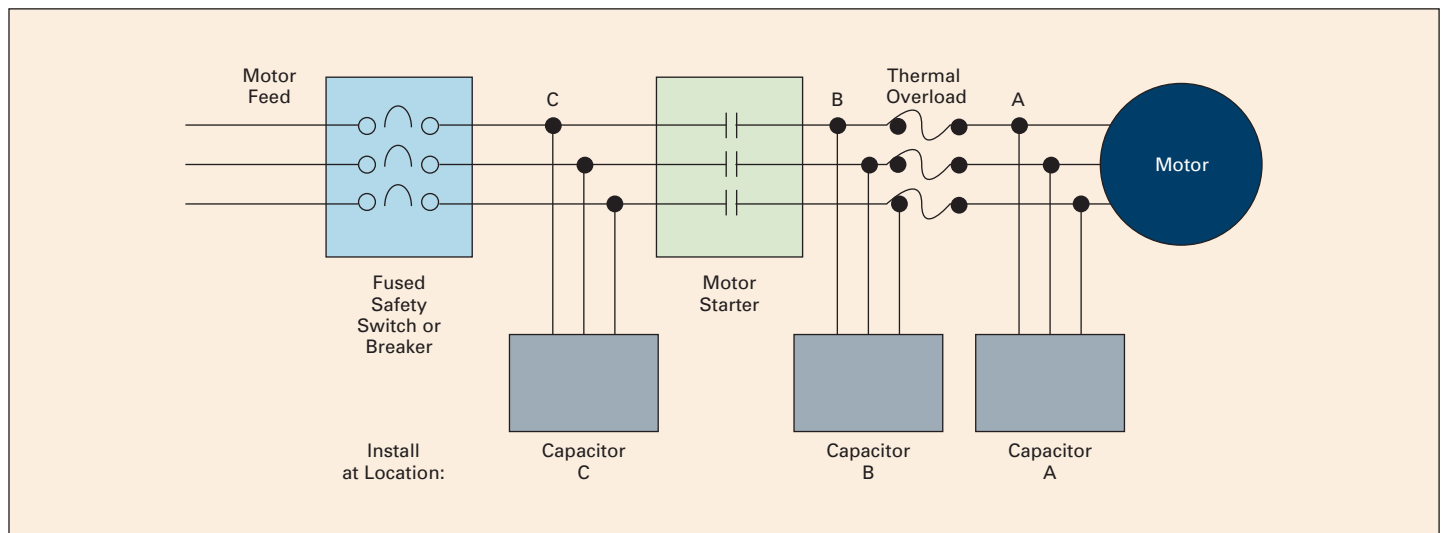 Motor
Feed
C
B
Thermal
Overload
A
Motor
Fused
Safety
Switch or
Breaker
Motor
Starter
Install
at Location:
Capacitor
C
Capacitor
B
Capacitor
A